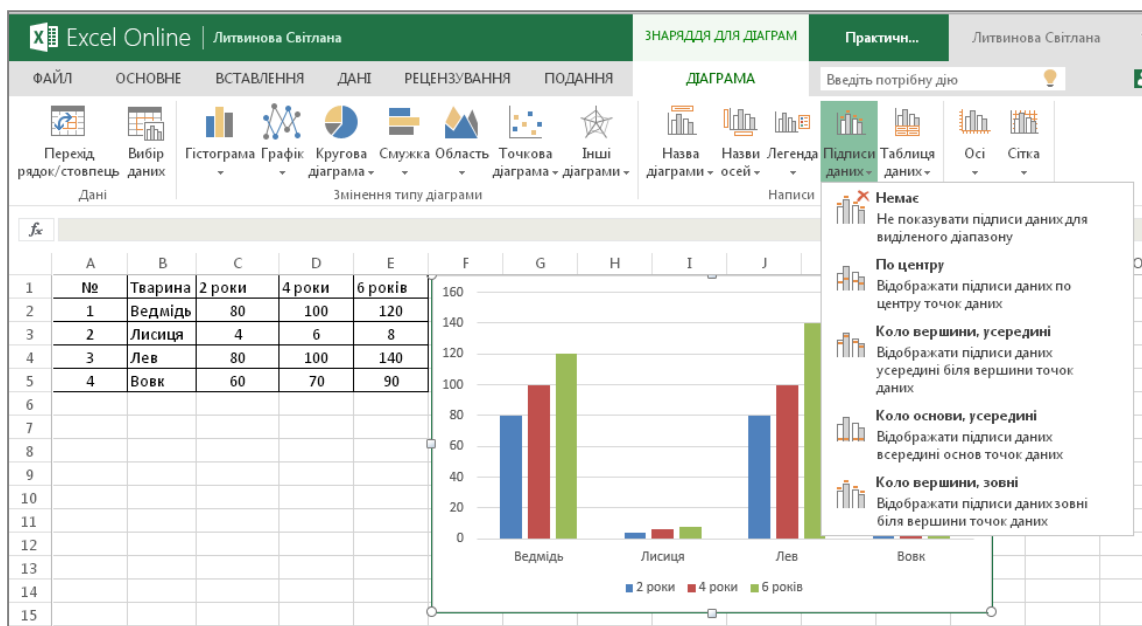 Excel Online | Литвинова Світлана ЗНАРЯДДЯ ДЛЯ ДІАГРАМ Практичн... Литвинова Світлана
ФАЙЛ ОСНОВНЕ ВСТАВЛЕННЯ ДАНІ РЕЦЕНЗУВАННЯ ПОДАННЯ ДІАГРАМА Введіть потрібну дію
Перехід Вибір Гістограма Графік Кругова Смужка Область Точкова Інші Назва Назви Легенда Підписи Таблиця Осі Сітка
рядок/стовпець даних діаграма діаграма діаграми діаграми осей даних даних
Дані Змінення типу діаграми Написи
Немає
Не показувати підписи даних для
виділеного діапазону
По центру
Відображати підписи даних по
центру точок даних
Коло вершини, усередині
Відображати підписи даних
усередині біля вершини точок
даних
Коло основи, усередині
Відображати підписи даних
всередині основ точок даних
Коло вершини, зовні
Відображати підписи даних зовні
біля вершини точок даних
fx
A B C D E F G H I J
1 № Тварина 2 роки 4 роки 6 років
2 1 Ведмідь 80 100 120
3 2 Лисиця 4 6 8
4 3 Лев 80 100 140
5 4 Вовк 60 70 90
6
7
8
9
10
11
12
13
14
15
160
140
120
100
80
60
40
20
0
Ведмідь Лисиця Лев Вовк
2 роки 4 роки 6 років